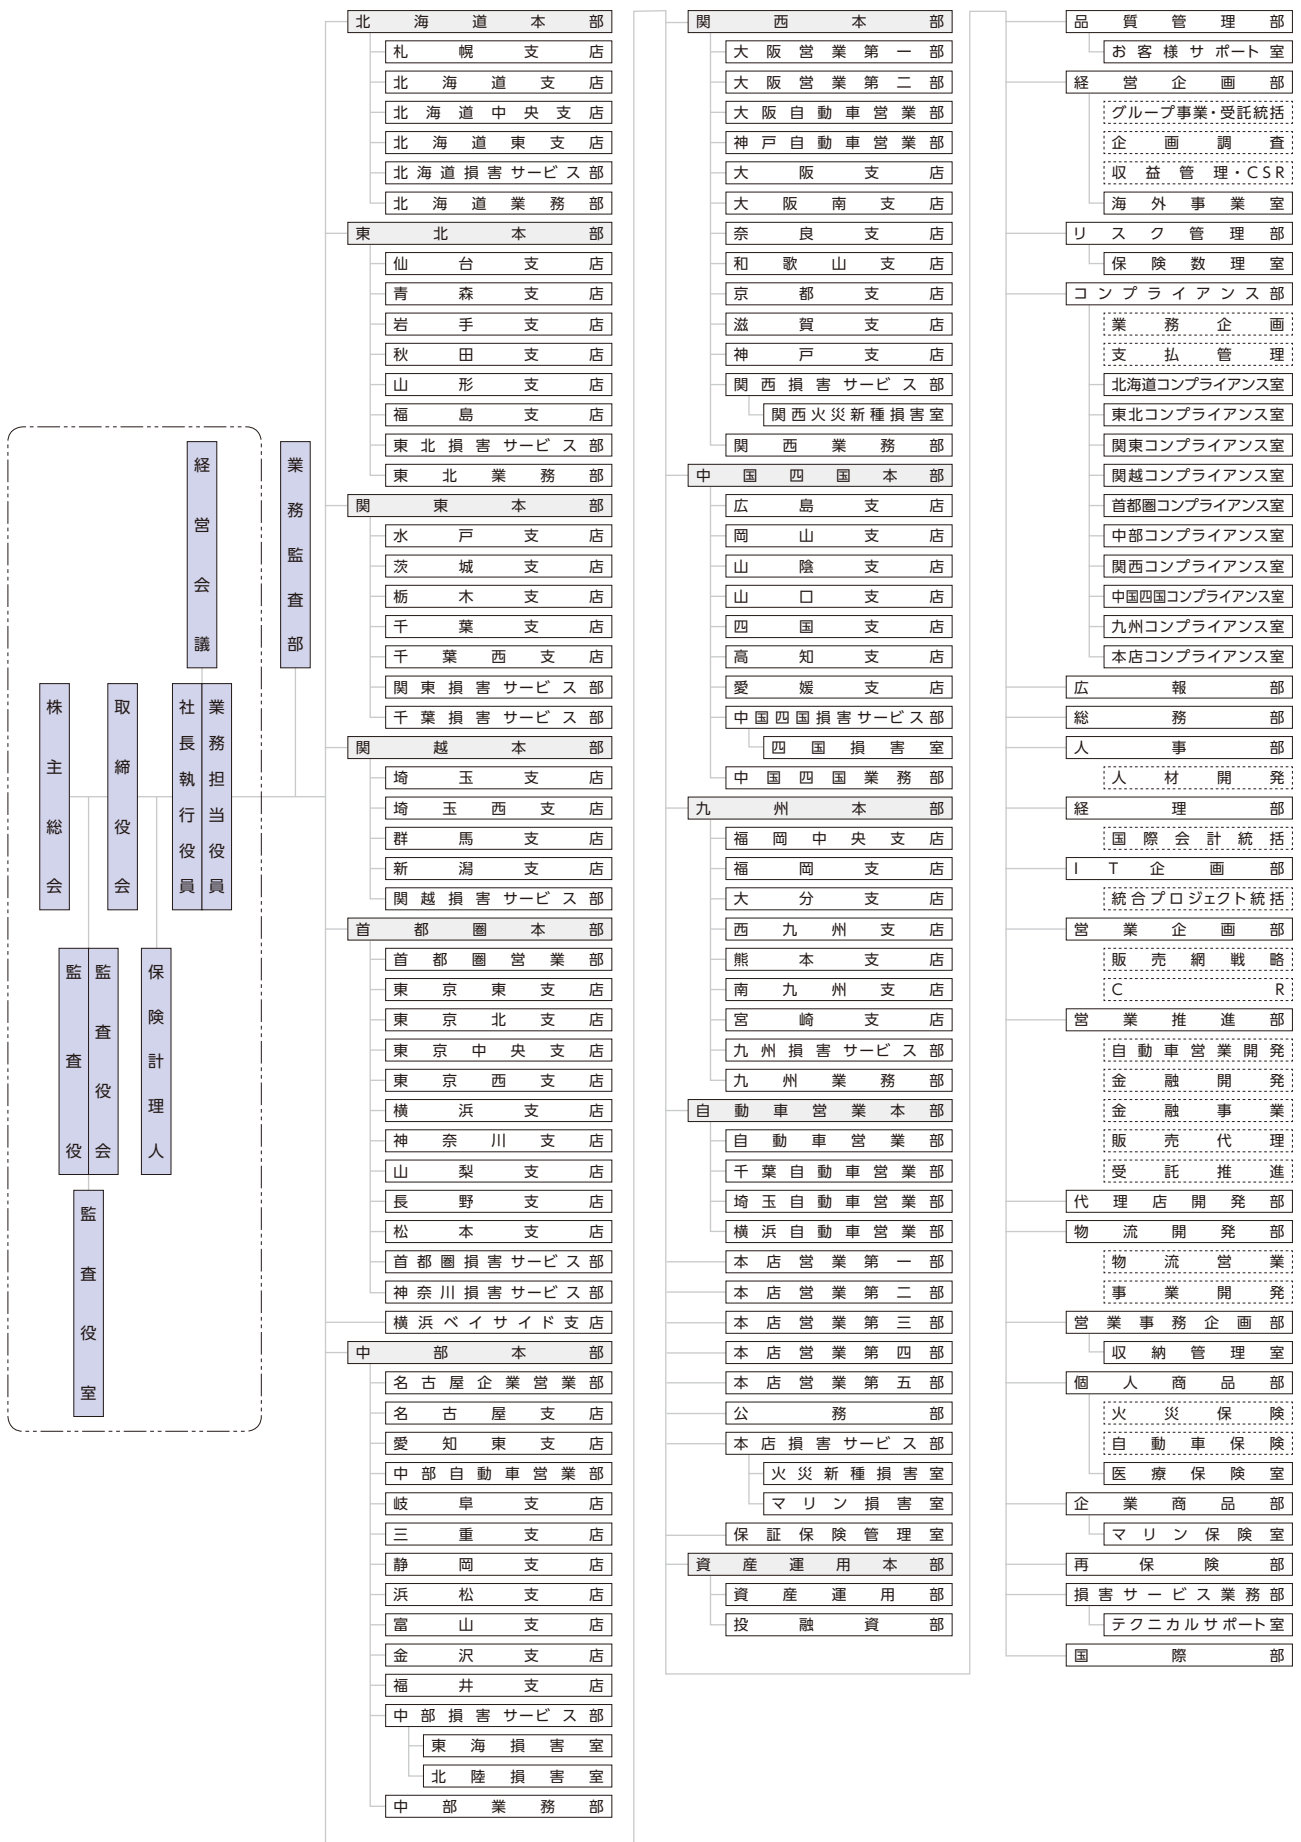 株主総会
取締役会
経営会議
社長執行役員
業務担当役員
業務監査部
監査役
監査役会
保険計理人
監査役室
北海道本部
札幌支店
北海道支店
北海道中央支店
北海道東支店
北海道損害サービス部
北海道業務部
東北本部
仙台支店
青森支店
岩手支店
秋田支店
山形支店
福島支店
東北損害サービス部
東北業務部
関東本部
水戸支店
茨城支店
栃木支店
千葉支店
千葉西支店
関東損害サービス部
千葉損害サービス部
関越本部
埼玉支店
埼玉西支店
群馬支店
新潟支店
関越損害サービス部
首都圏本部
首都圏営業部
東京東支店
東京北支店
東京中央支店
東京西支店
横浜支店
神奈川支店
山梨支店
長野支店
松本支店
首都圏損害サービス部
神奈川損害サービス部
横浜ベイサイド支店
中部本部
名古屋企業営業部
名古屋支店
愛知東支店
中部自動車営業部
岐阜支店
三重支店
静岡支店
浜松支店
富山支店
金沢支店
福井支店
中部損害サービス部
東海損害室
北陸損害室
中部業務部
関西本部
大阪営業第一部
大阪営業第二部
大阪自動車営業部
神戸自動車営業部
大阪支店
大阪南支店
奈良支店
和歌山支店
京都支店
滋賀支店
神戸支店
関西損害サービス部
関西火災新種損害室
関西業務部
中国四国本部
広島支店
岡山支店
山陰支店
山口支店
四国支店
高知支店
愛媛支店
中国四国損害サービス部
四国損害室
中国四国業務部
九州本部
福岡中央支店
福岡支店
大分支店
西九州支店
熊本支店
南九州支店
宮崎支店
九州損害サービス部
九州業務部
自動車営業本部
自動車営業部
千葉自動車営業部
埼玉自動車営業部
横浜自動車営業部
本店営業第一部
本店営業第二部
本店営業第三部
本店営業第四部
本店営業第五部
公務部
本店損害サービス部
火災新種損害室
マリン損害室
保証保険管理室
資産運用本部
資産運用部
投融資部
品質管理部
お客様サポート室
経営企画部
グループ事業・受託統括
企画調査
収益管理・CSR
海外事業室
リスク管理部
保険数理室
コンプライアンス部
業務企画
支払管理
北海道コンプライアンス室
東北コンプライアンス室
関東コンプライアンス室
関越コンプライアンス室
首都圏コンプライアンス室
中部コンプライアンス室
関西コンプライアンス室
中国四国コンプライアンス室
九州コンプライアンス室
本店コンプライアンス室
広報部
総務部
人事部
人材開発
経理部
国際会計統括
IT企画部
統合プロジェクト統括
営業企画部
販売網戦略
CR
営業推進部
自動車営業開発
金融開発
金融事業
販売代理
受託推進
代理店開発部
物流開発部
物流営業
事業開発
営業事務企画部
収納管理室
個人商品部
火災保険
自動車保険
医療保険室
企業商品部
マリン保険室
再保険部
損害サービス業務部
テクニカルサポート室
国際部